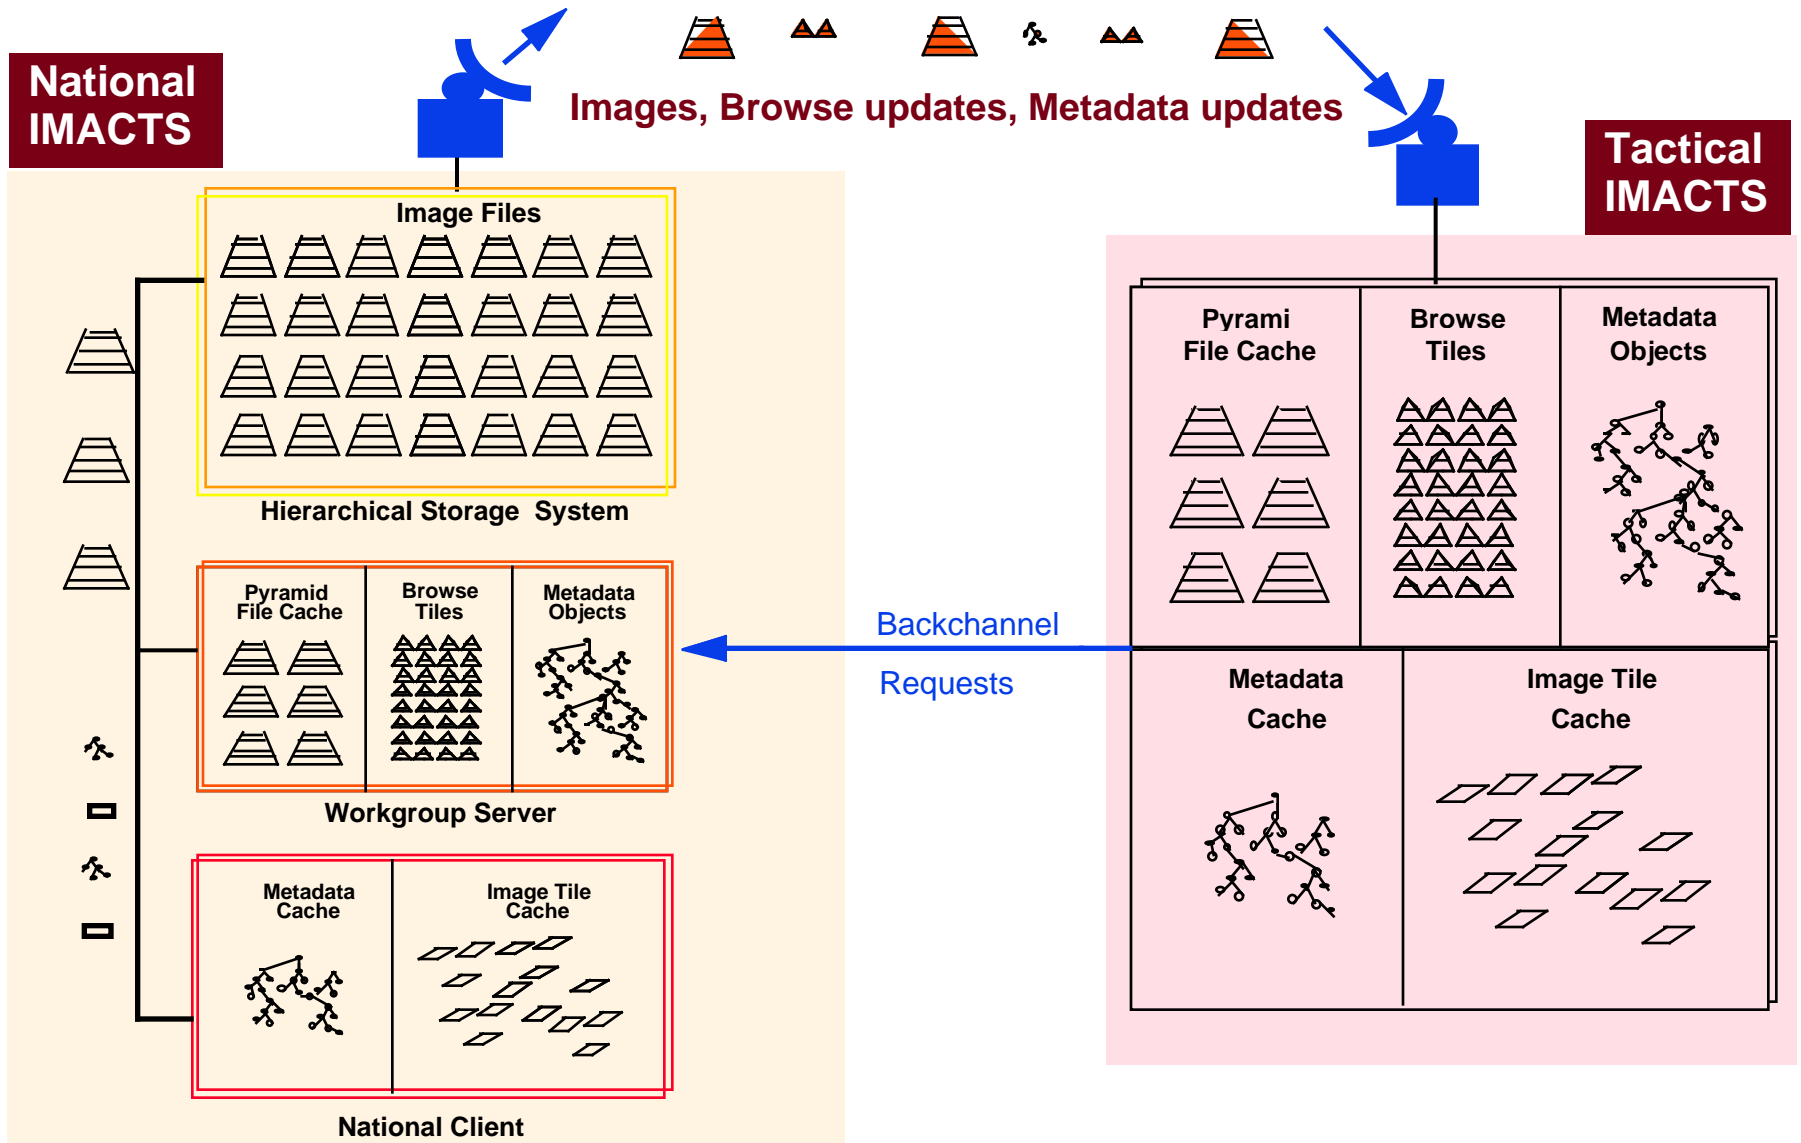 National
IMACTS
Images, Browse updates, Metadata updates
Tactical
IMACTS
Image Files
Hierarchical Storage System
Pyramid
File Cache
Browse
Tiles
Metadata
Objects
Workgroup Server
Metadata
Cache
Image Tile
Cache
National Client
Backchannel
Requests
Pyrami
File Cache
Browse
Tiles
Metadata
Objects
Metadata
Cache
Image Tile
Cache